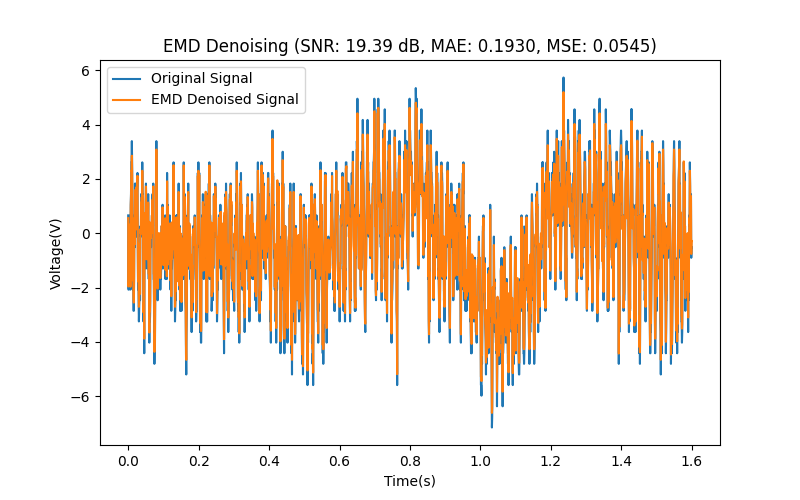 EMD Denoising (SNR: 19.39 dB, MAE: 0.1930, MSE: 0.0545)
Original Signal
EMD Denoised Signal
6
4
2
0
−2
−4
−6
Voltage(V)
0.0 0.2 0.4 0.6 0.8 1.0 1.2 1.4 1.6
Time(s)